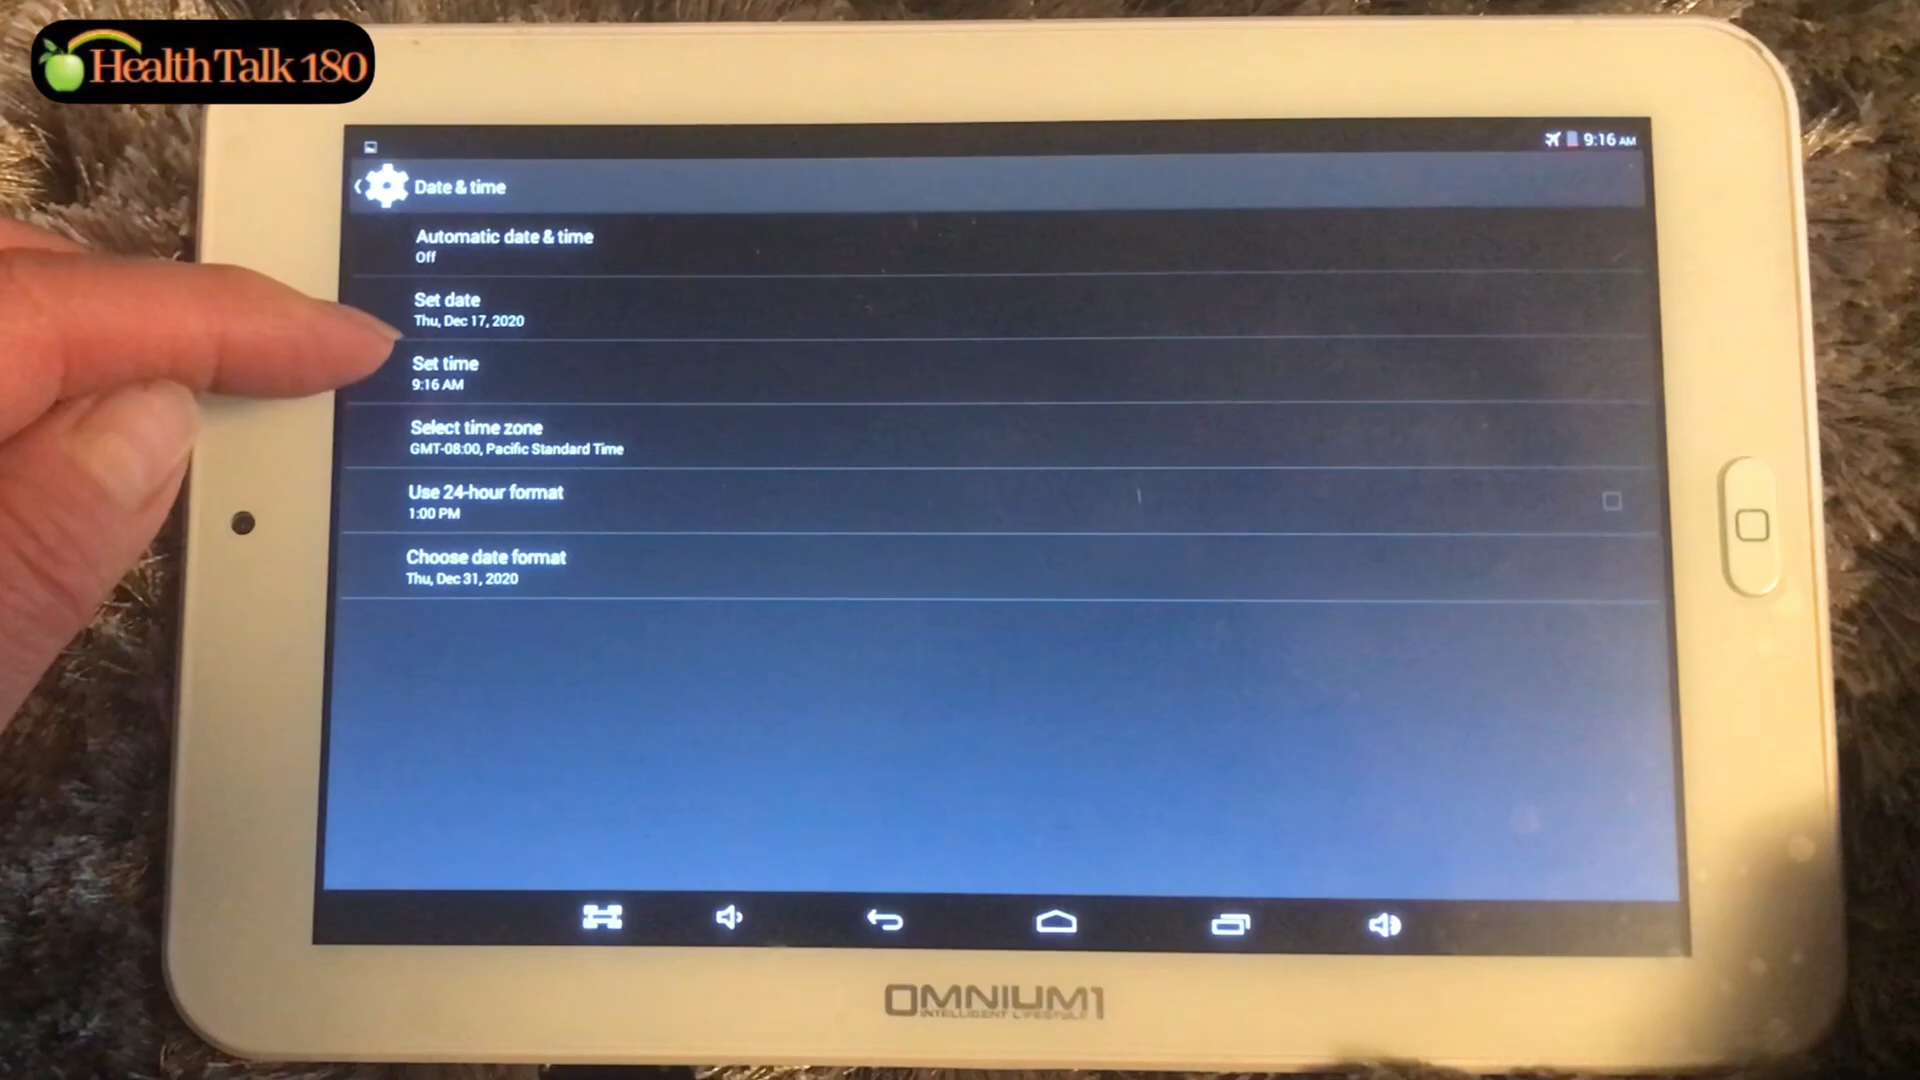 Health Talk 180
9:16 AM
Date & time
Automatic date & time
Off
Set date
Thu, Dec 17, 2020
Set time
9:16 AM
Select time zone
GMT-08:00, Pacific Standard Time
Use 24-hour format
1:00 PM
Choose date format
Thu, Dec 31, 2020
OMNIUM1
INTELLIGENT LIFESTYLE